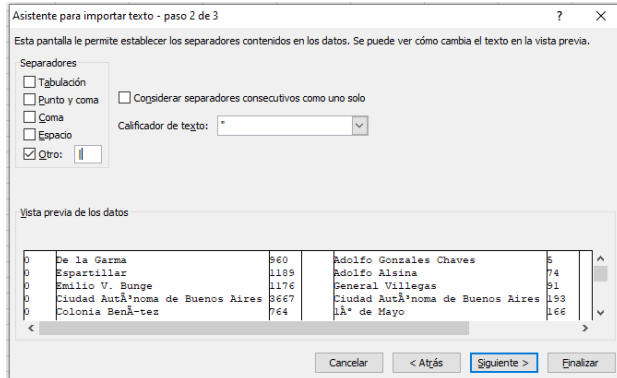 Asistente para importar texto - paso 2 de 3 ? ×
Esta pantalla le permite establecer los separadores contenidos en los datos. Se puede ver cómo cambia el texto en la vista previa.
Separadores
Tabulación
Punto y coma
Coma
Espacio
Otro: |
Considerar separadores consecutivos como uno solo
Calificador de texto: "
Vista previa de los datos
0 De la Garma 960 Adolfo Gonzales Chaves 5
0 Espartillar 1189 Adolfo Alsina 74
0 Emilio V. Bunge 1176 General Villegas 91
0 Ciudad AutÃ³noma de Buenos Aires 3667 Ciudad AutÃ³noma de Buenos Aires 193
0 Colonia BenÃ-tez 764 1Âº de Mayo 166
Cancelar < Atrás Siguiente > Finalizar